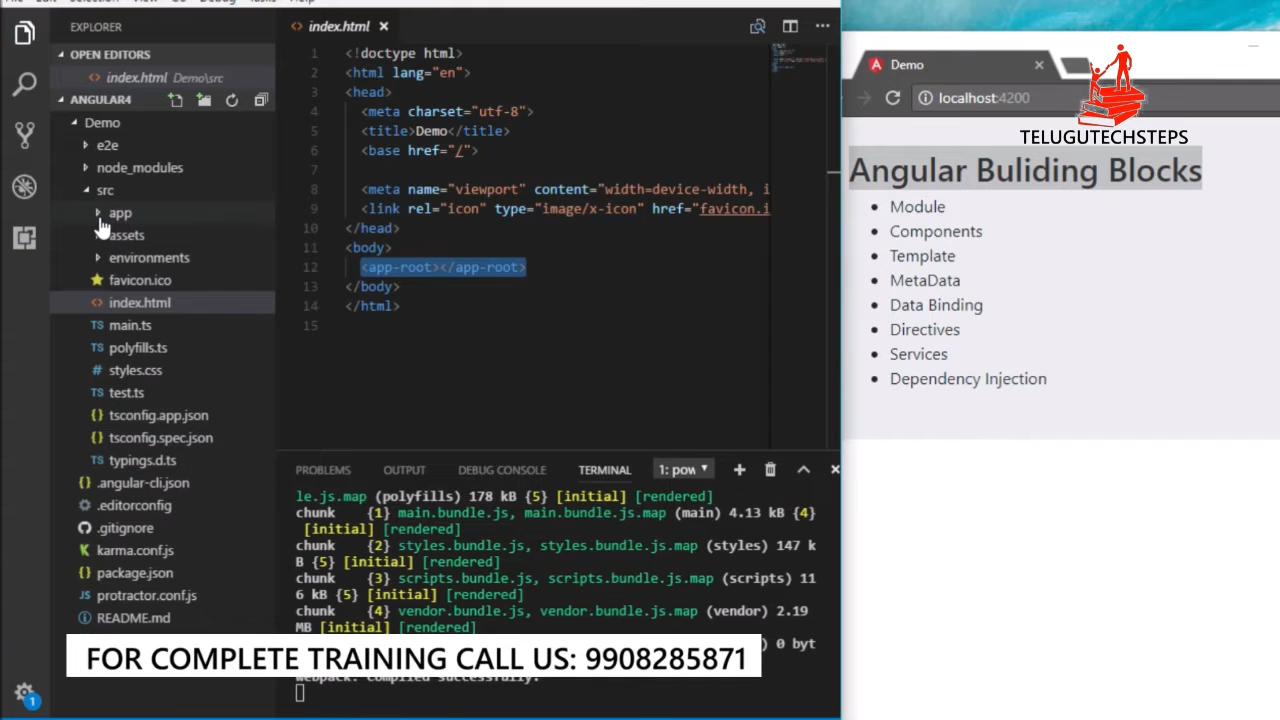 EXPLORER
OPEN EDITORS
index.html Demo\src
ANGULAR4
Demo
e2e
node_modules
src
app
assets
environments
favicon.ico
index.html
main.ts
polyfills.ts
styles.css
test.ts
tsconfig.app.json
tsconfig.spec.json
typings.d.ts
.angular-cli.json
.editorconfig
.gitignore
karma.conf.js
package.json
protractor.conf.js
README.md
1
index.html
1 <!doctype html>
2 <html lang="en">
3 <head>
4 <meta charset="utf-8">
5 <title>Demo</title>
6 <base href="/">
7
8 <meta name="viewport" content="width=device-width, i
9 <link rel="icon" type="image/x-icon" href="favicon.i
10 </head>
11 <body>
12 <app-root></app-root>
13 </body>
14 </html>
15
PROBLEMS OUTPUT DEBUG CONSOLE TERMINAL 1: pow
le.js.map (polyfills) 178 kB {5} [initial] [rendered]
chunk {1} main.bundle.js, main.bundle.js.map (main) 4.13 kB {4}
[initial] [rendered]
chunk {2} styles.bundle.js, styles.bundle.js.map (styles) 147 k
B {5} [initial] [rendered]
chunk {3} scripts.bundle.js, scripts.bundle.js.map (scripts) 11
6 kB {5} [initial] [rendered]
chunk {4} vendor.bundle.js, vendor.bundle.js.map (vendor) 2.19
MB [initial] [rendered]
) 0 byt
webpack: Compiled successfully.
FOR COMPLETE TRAINING CALL US: 9908285871
Demo
localhost:4200
TELUGUTECHSTEPS
Angular Buliding Blocks
Module
Components
Template
MetaData
Data Binding
Directives
Services
Dependency Injection